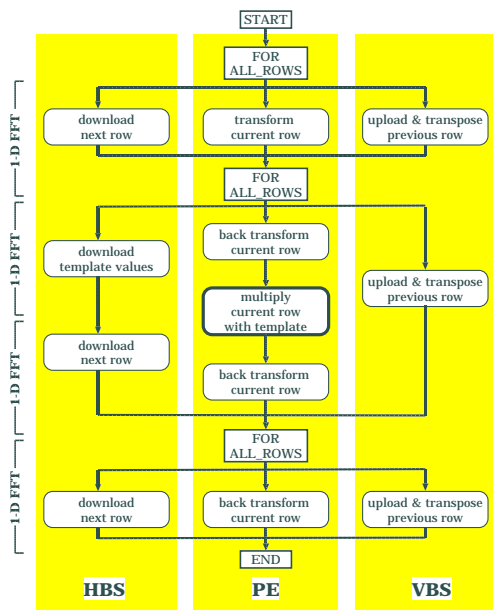 START
FOR
ALL_ROWS
1-D FFT
download
next row
transform
current row
upload & transpose
previous row
FOR
ALL_ROWS
1-D FFT
download
template values
back transform
current row
upload & transpose
previous row
multiply
current row
with template
1-D FFT
download
next row
back transform
current row
FOR
ALL_ROWS
1-D FFT
download
next row
back transform
current row
upload & transpose
previous row
END
HBS
PE
VBS